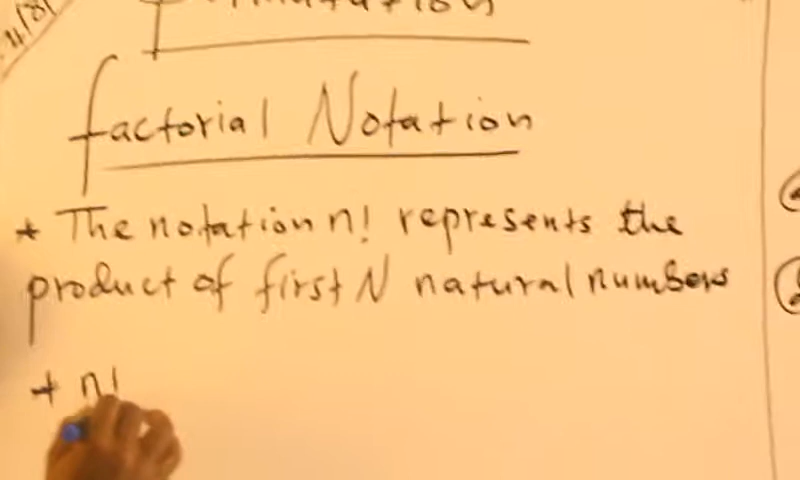 factorial Notation
* The notation n! represents the
product of first N natural numbers
* n!